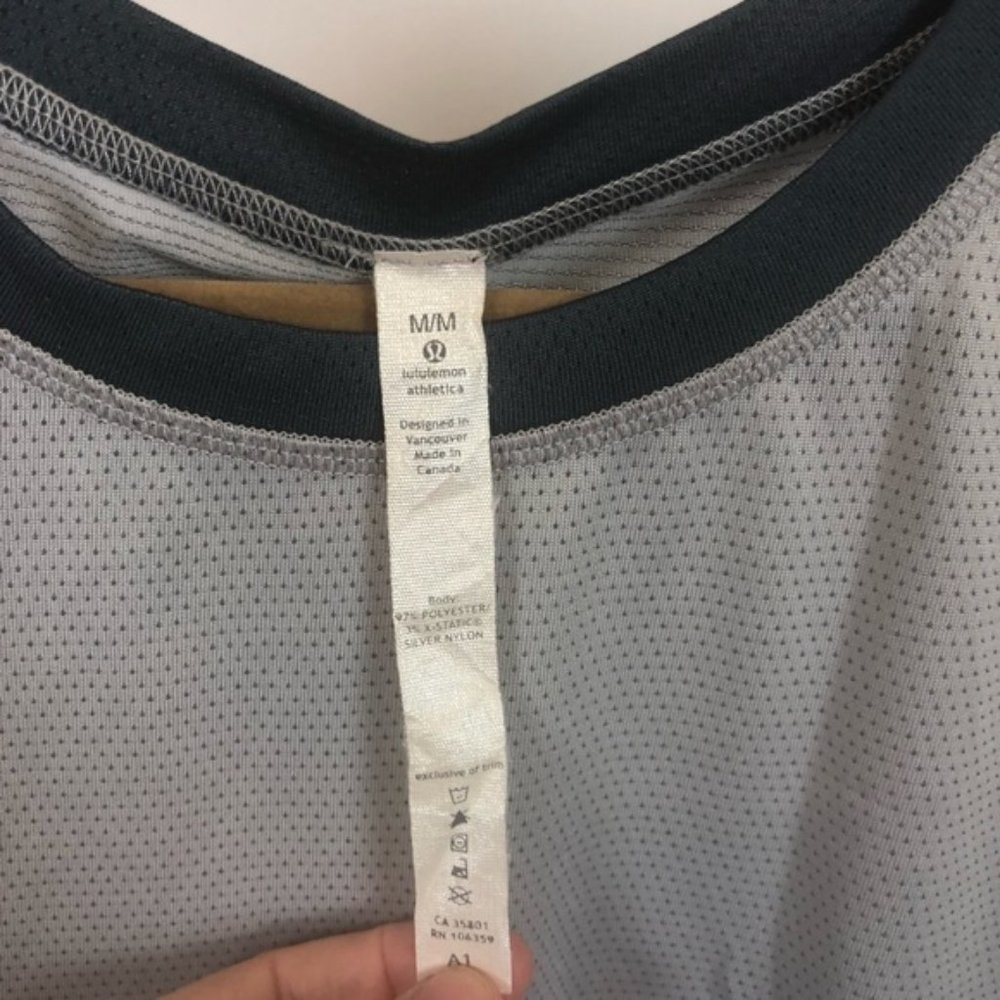 M/M
lululemon
athletica
Designed in
Vancouver
Made in
Canada
Body:
97% POLYESTER/
3% X-STATIC®
SILVER NYLON
exclusive of trim
CA 35801
RN 106259
A1